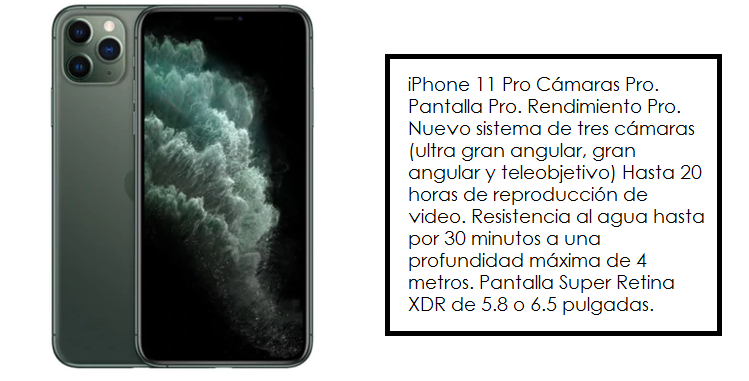 iPhone 11 Pro Cámaras Pro.
Pantalla Pro. Rendimiento Pro.
Nuevo sistema de tres cámaras
(ultra gran angular, gran
angular y teleobjetivo) Hasta 20
horas de reproducción de
video. Resistencia al agua hasta
por 30 minutos a una
profundidad máxima de 4
metros. Pantalla Super Retina
XDR de 5.8 o 6.5 pulgadas.